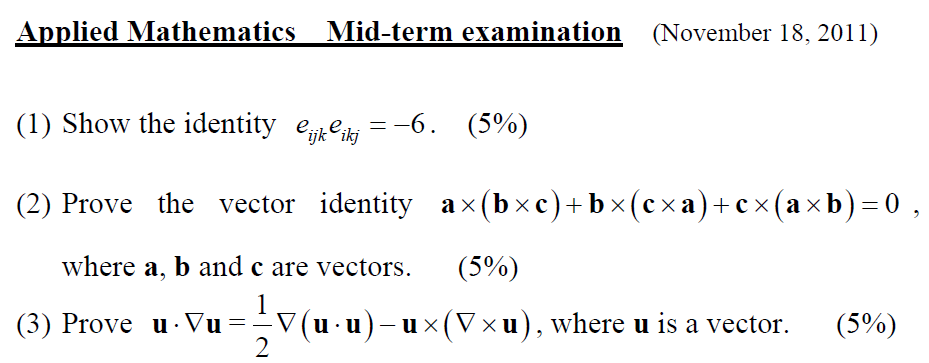 Applied Mathematics Mid-term examination (November 18, 2011)
(1) Show the identity $e_{ijk}e_{ikj} = -6$. (5%)
(2) Prove the vector identity $\mathbf{a}\times(\mathbf{b}\times\mathbf{c})+\mathbf{b}\times(\mathbf{c}\times\mathbf{a})+\mathbf{c}\times(\mathbf{a}\times\mathbf{b})=0$ ,
where a, b and c are vectors. (5%)
(3) Prove $\mathbf{u}\cdot\nabla\mathbf{u}=\frac{1}{2}\nabla(\mathbf{u}\cdot\mathbf{u})-\mathbf{u}\times(\nabla\times\mathbf{u})$, where u is a vector. (5%)